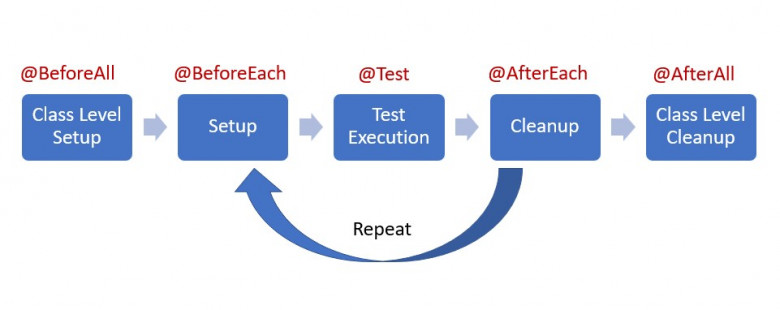 @BeforeAll
@BeforeEach
@Test
@AfterEach
@AfterAll
Class Level
Setup
Setup
Test
Execution
Cleanup
Class Level
Cleanup
Repeat